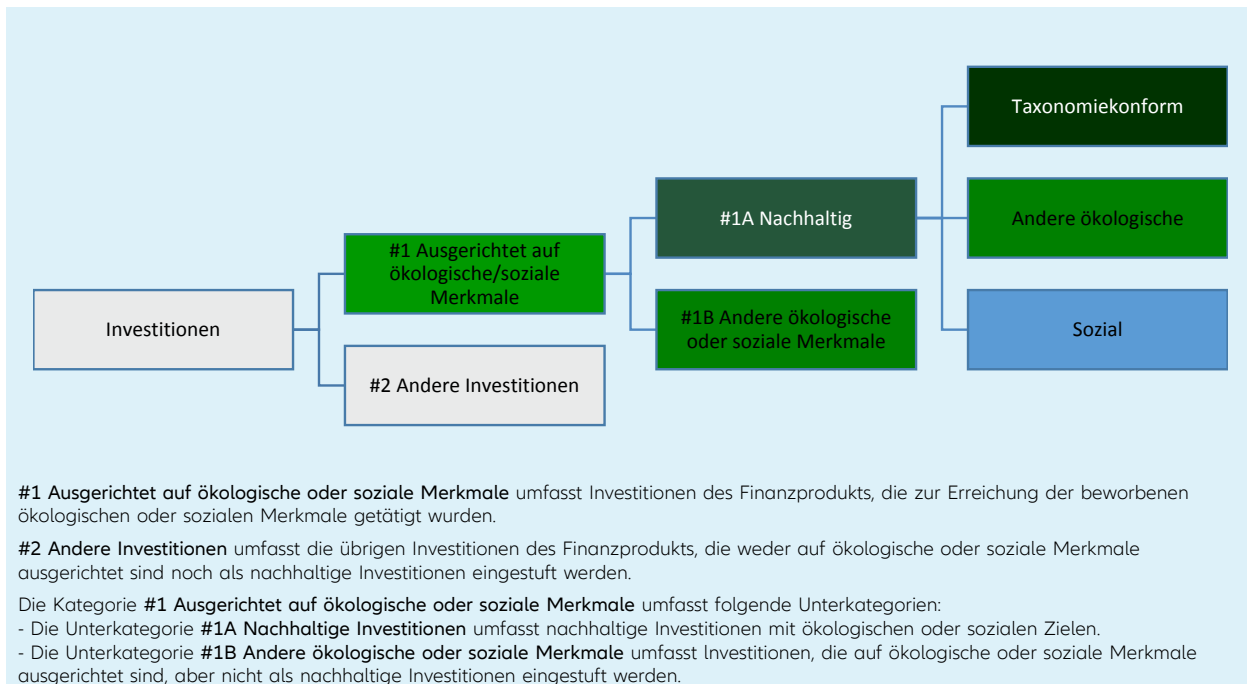 Taxonomiekonform
#1A Nachhaltig
Andere ökologische
#1 Ausgerichtet auf
ökologische/soziale
Merkmale
Investitionen
#1B Andere ökologische
oder soziale Merkmale
Sozial
#2 Andere Investitionen
#1 Ausgerichtet auf ökologische oder soziale Merkmale umfasst Investitionen des Finanzprodukts, die zur Erreichung der beworbenen
ökologischen oder sozialen Merkmale getätigt wurden.
#2 Andere Investitionen umfasst die übrigen Investitionen des Finanzprodukts, die weder auf ökologische oder soziale Merkmale
ausgerichtet sind noch als nachhaltige Investitionen eingestuft werden.
Die Kategorie #1 Ausgerichtet auf ökologische oder soziale Merkmale umfasst folgende Unterkategorien:
- Die Unterkategorie #1A Nachhaltige Investitionen umfasst nachhaltige Investitionen mit ökologischen oder sozialen Zielen.
- Die Unterkategorie #1B Andere ökologische oder soziale Merkmale umfasst Investitionen, die auf ökologische oder soziale Merkmale
ausgerichtet sind, aber nicht als nachhaltige Investitionen eingestuft werden.